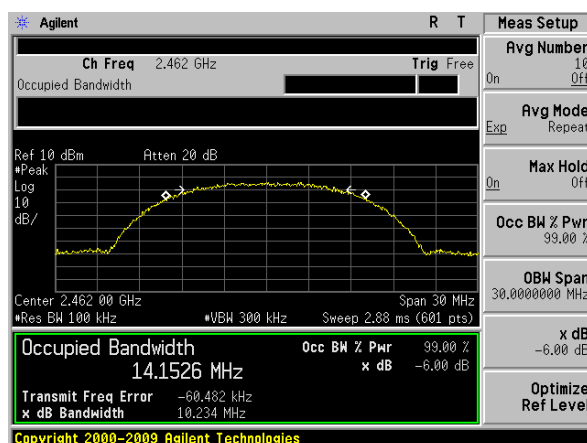 Agilent R T
Meas Setup
Ch Freq 2.462 GHz Trig Free
Occupied Bandwidth
Avg Number
10
On Off
Avg Mode
Exp Repeat
Max Hold
On Off
Occ BW % Pwr
99.00 %
OBW Span
30.0000000 MHz
x dB
-6.00 dB
Optimize
Ref Level
Ref 10 dBm Atten 20 dB
#Peak
Log
10
dB/
Center 2.462 00 GHz Span 30 MHz
#Res BW 100 kHz #VBW 300 kHz Sweep 2.88 ms (601 pts)
Occupied Bandwidth Occ BW % Pwr 99.00 %
14.1526 MHz x dB -6.00 dB
Transmit Freq Error -60.482 kHz
x dB Bandwidth 10.234 MHz
Copyright 2000-2009 Agilent Technologies